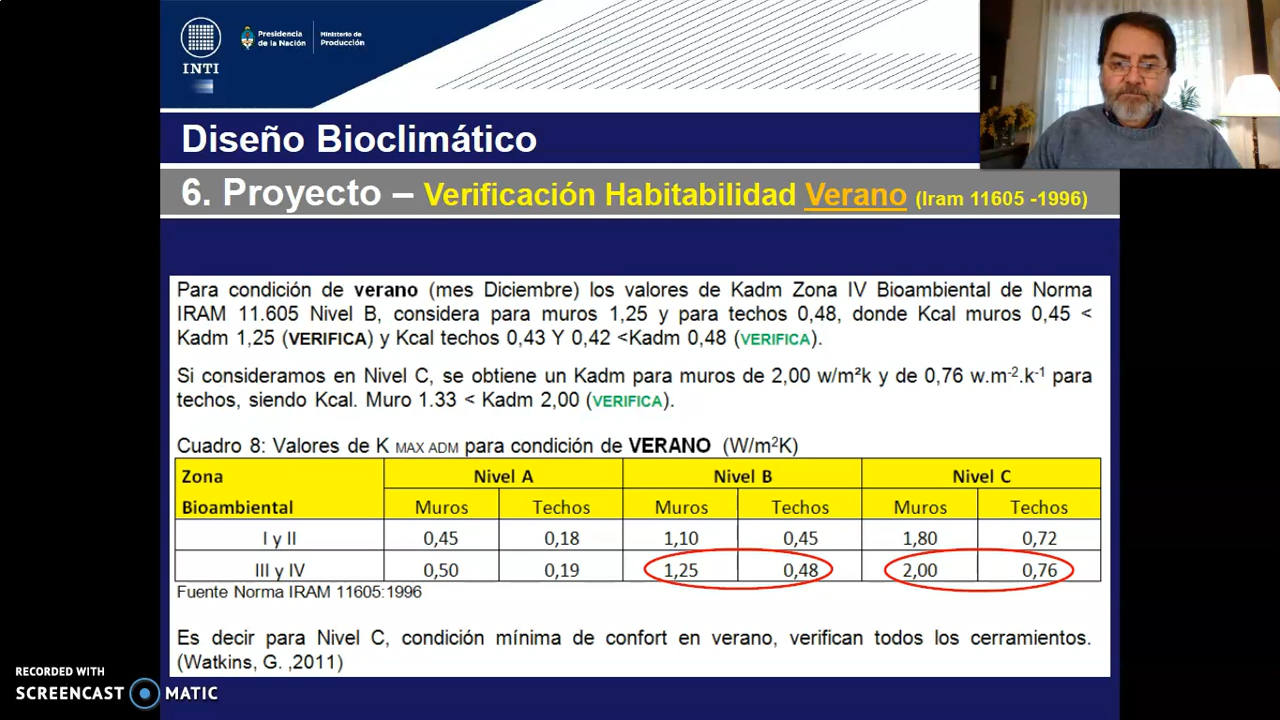 INTI
Presidencia
de la Nación
Ministerio de
Producción
Diseño Bioclimático
6. Proyecto – Verificación Habitabilidad Verano (Iram 11605 -1996)
Para condición de verano (mes Diciembre) los valores de Kadm Zona IV Bioambiental de Norma
IRAM 11.605 Nivel B, considera para muros 1,25 y para techos 0,48, donde Kcal muros 0,45 <
Kadm 1,25 (VERIFICA) y Kcal techos 0,43 Y 0,42 <Kadm 0,48 (VERIFICA).
Si consideramos en Nivel C, se obtiene un Kadm para muros de 2,00 w/m²k y de 0,76 w.m⁻².k⁻¹ para
techos, siendo Kcal. Muro 1.33 < Kadm 2,00 (VERIFICA).
Cuadro 8: Valores de K MAX ADM para condición de VERANO (W/m²K)
Zona Bioambiental Nivel A Nivel B Nivel C
Muros Techos Muros Techos Muros Techos
I y II 0,45 0,18 1,10 0,45 1,80 0,72
III y IV 0,50 0,19 1,25 0,48 2,00 0,76
Fuente Norma IRAM 11605:1996
Es decir para Nivel C, condición mínima de confort en verano, verifican todos los cerramientos.
(Watkins, G. ,2011)
RECORDED WITH
SCREENCAST MATIC